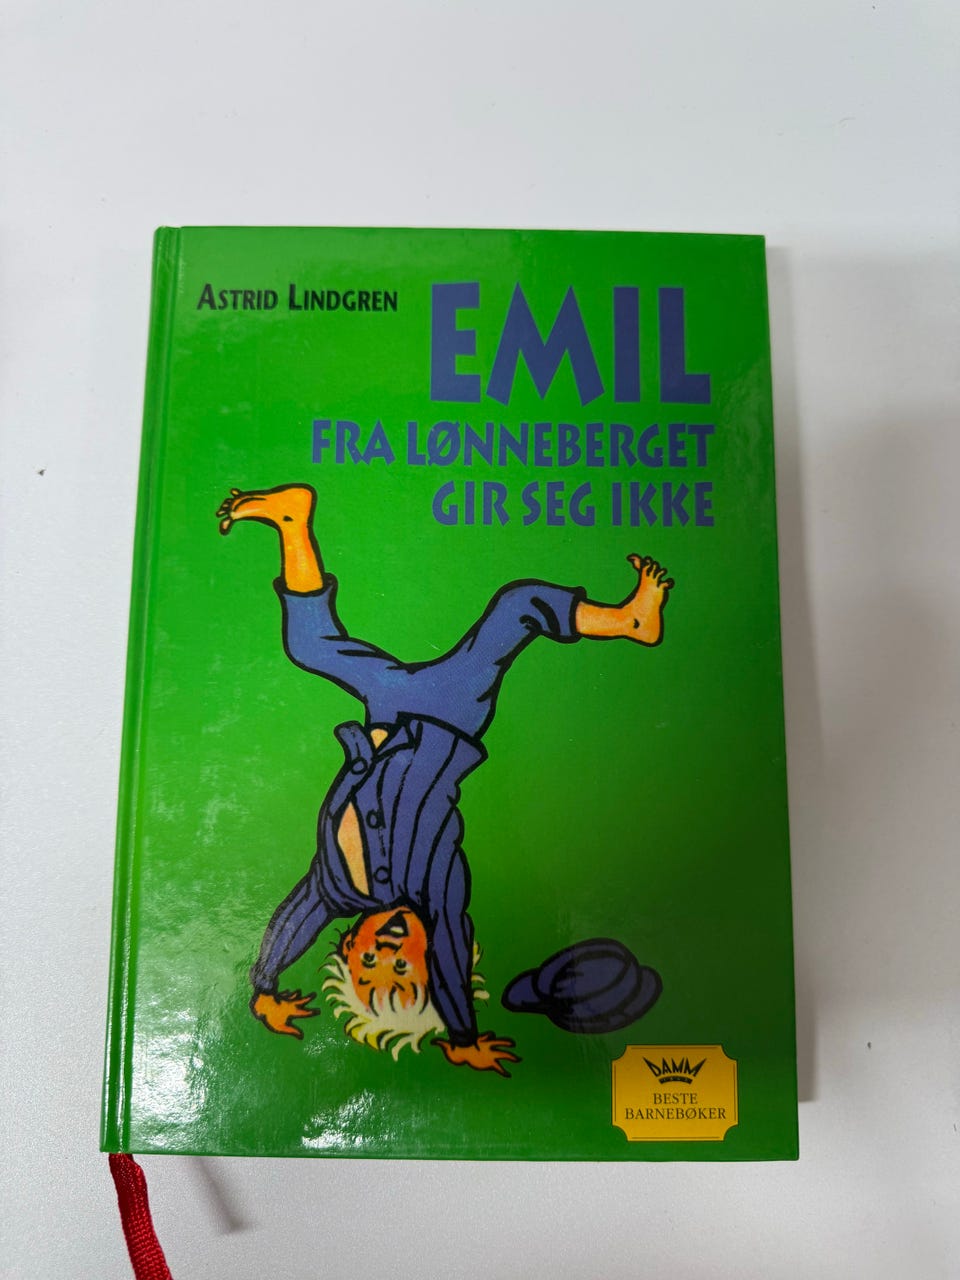 ASTRID LINDGREN
EMIL
FRA LØNNEBERGET
GIR SEG IKKE
DAMM
BESTE
BARNEBØKER